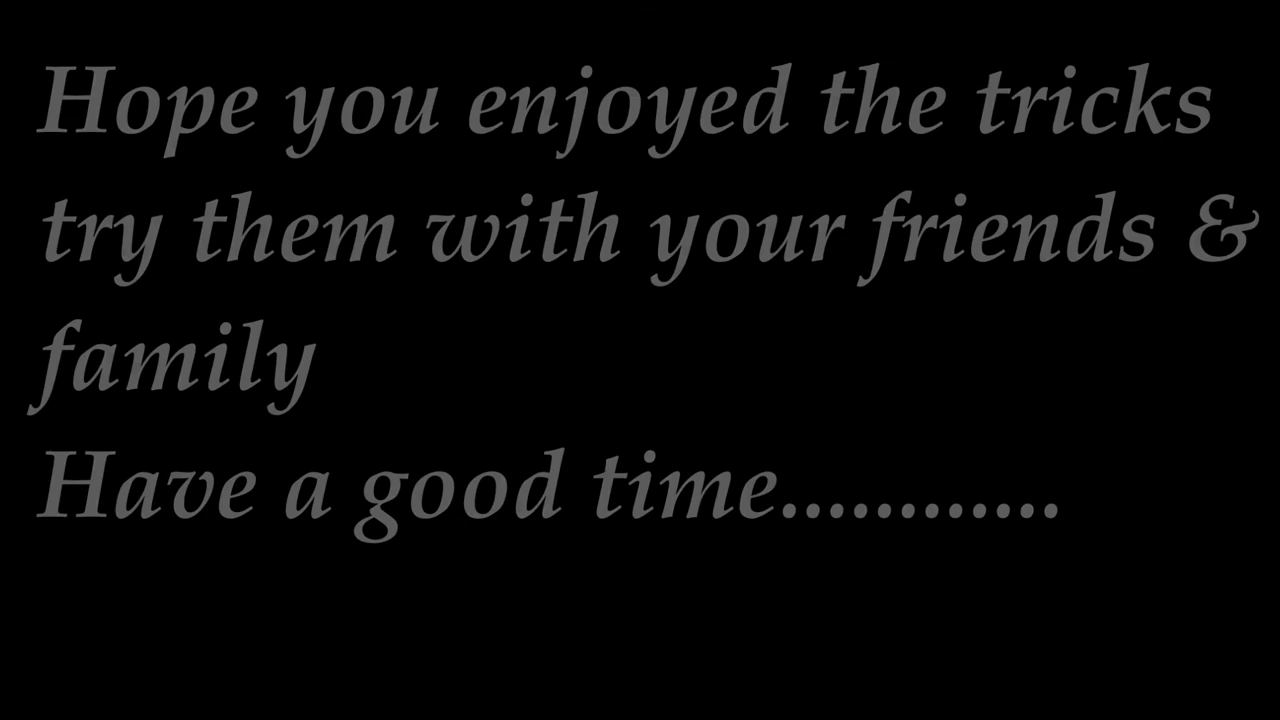 Hope you enjoyed the tricks
try them with your friends &
family
Have a good time............